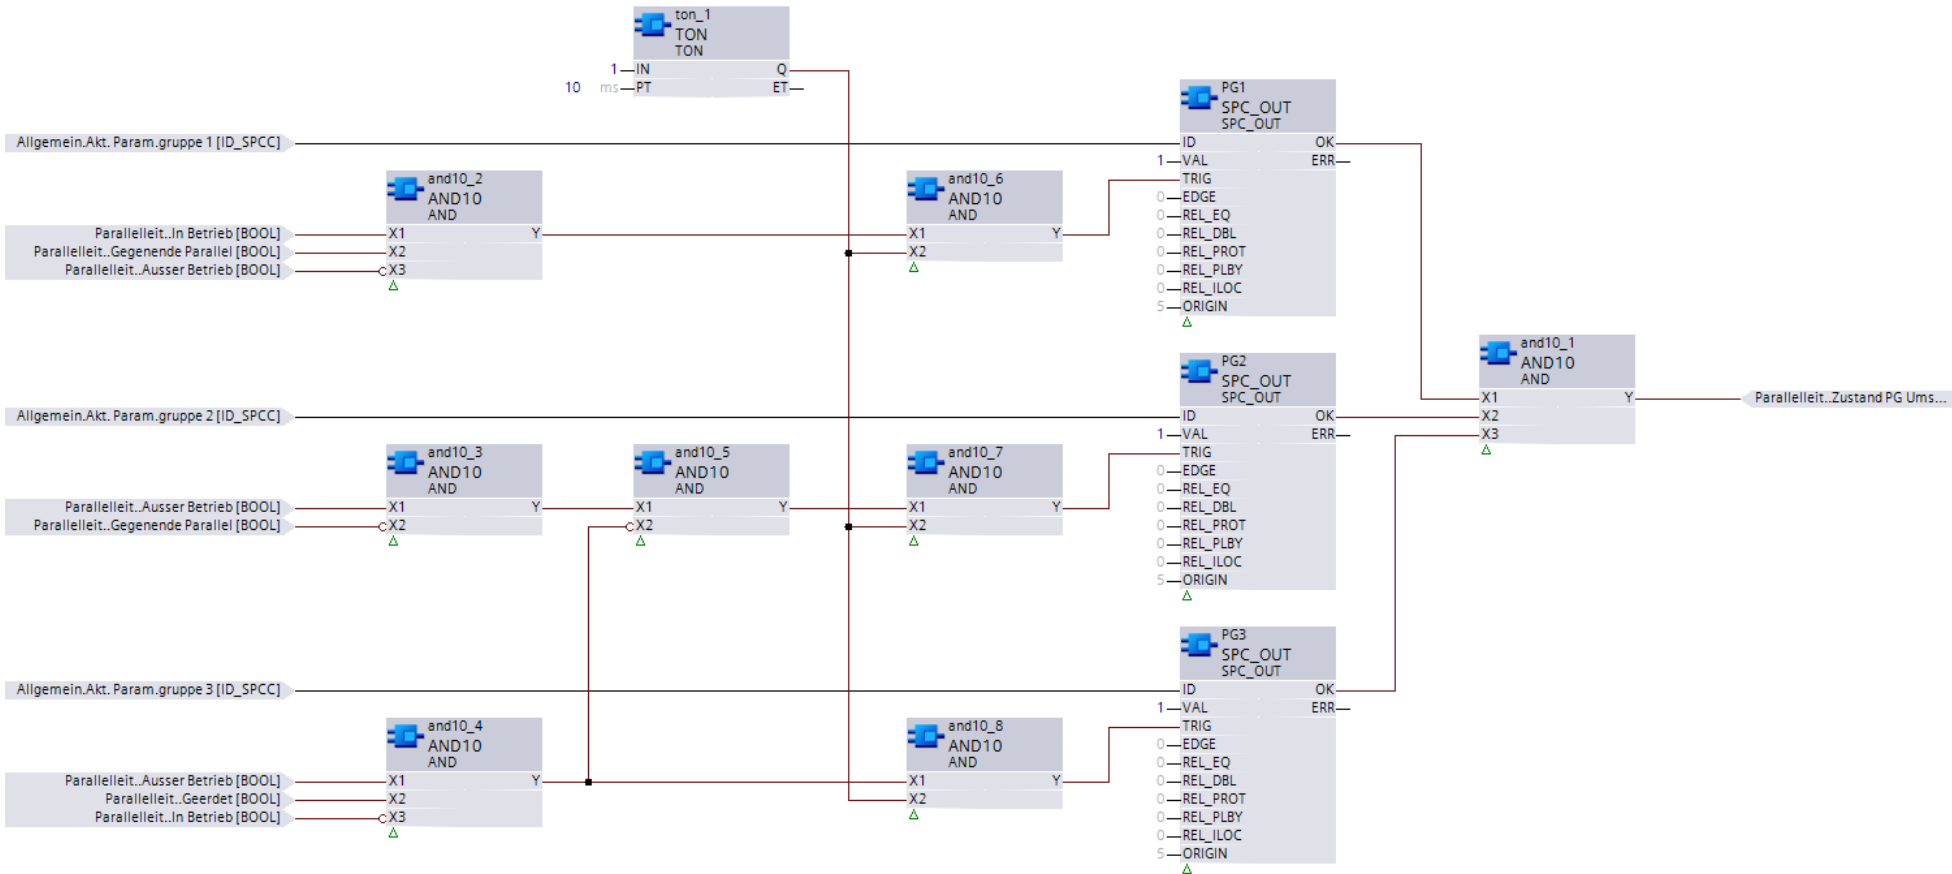 ton_1
TON
TON
1 IN Q
10 ms PT ET
PG1
SPC_OUT
SPC_OUT
Allgemein.Akt. Param.gruppe 1 [ID_SPCC]
ID OK
1 VAL ERR
TRIG
0 EDGE
0 REL_EQ
0 REL_DBL
0 REL_PROT
0 REL_PLBY
0 REL_ILOC
5 ORIGIN
and10_2
AND10
AND
Parallelleit..In Betrieb [BOOL] X1 Y
Parallelleit..Gegenende Parallel [BOOL] X2
Parallelleit..Ausser Betrieb [BOOL] X3
and10_6
AND10
AND
X1 Y
X2
PG2
SPC_OUT
SPC_OUT
Allgemein.Akt. Param.gruppe 2 [ID_SPCC]
ID OK
1 VAL ERR
TRIG
0 EDGE
0 REL_EQ
0 REL_DBL
0 REL_PROT
0 REL_PLBY
0 REL_ILOC
5 ORIGIN
and10_1
AND10
AND
X1 Y
X2
X3
Parallelleit..Zustand PG Ums...
and10_3
AND10
AND
Parallelleit..Ausser Betrieb [BOOL] X1 Y
Parallelleit..Gegenende Parallel [BOOL] X2
and10_5
AND10
AND
X1 Y
X2
and10_7
AND10
AND
X1 Y
X2
PG3
SPC_OUT
SPC_OUT
Allgemein.Akt. Param.gruppe 3 [ID_SPCC]
ID OK
1 VAL ERR
TRIG
0 EDGE
0 REL_EQ
0 REL_DBL
0 REL_PROT
0 REL_PLBY
0 REL_ILOC
5 ORIGIN
and10_4
AND10
AND
Parallelleit..Ausser Betrieb [BOOL] X1 Y
Parallelleit..Geerdet [BOOL] X2
Parallelleit..In Betrieb [BOOL] X3
and10_8
AND10
AND
X1 Y
X2